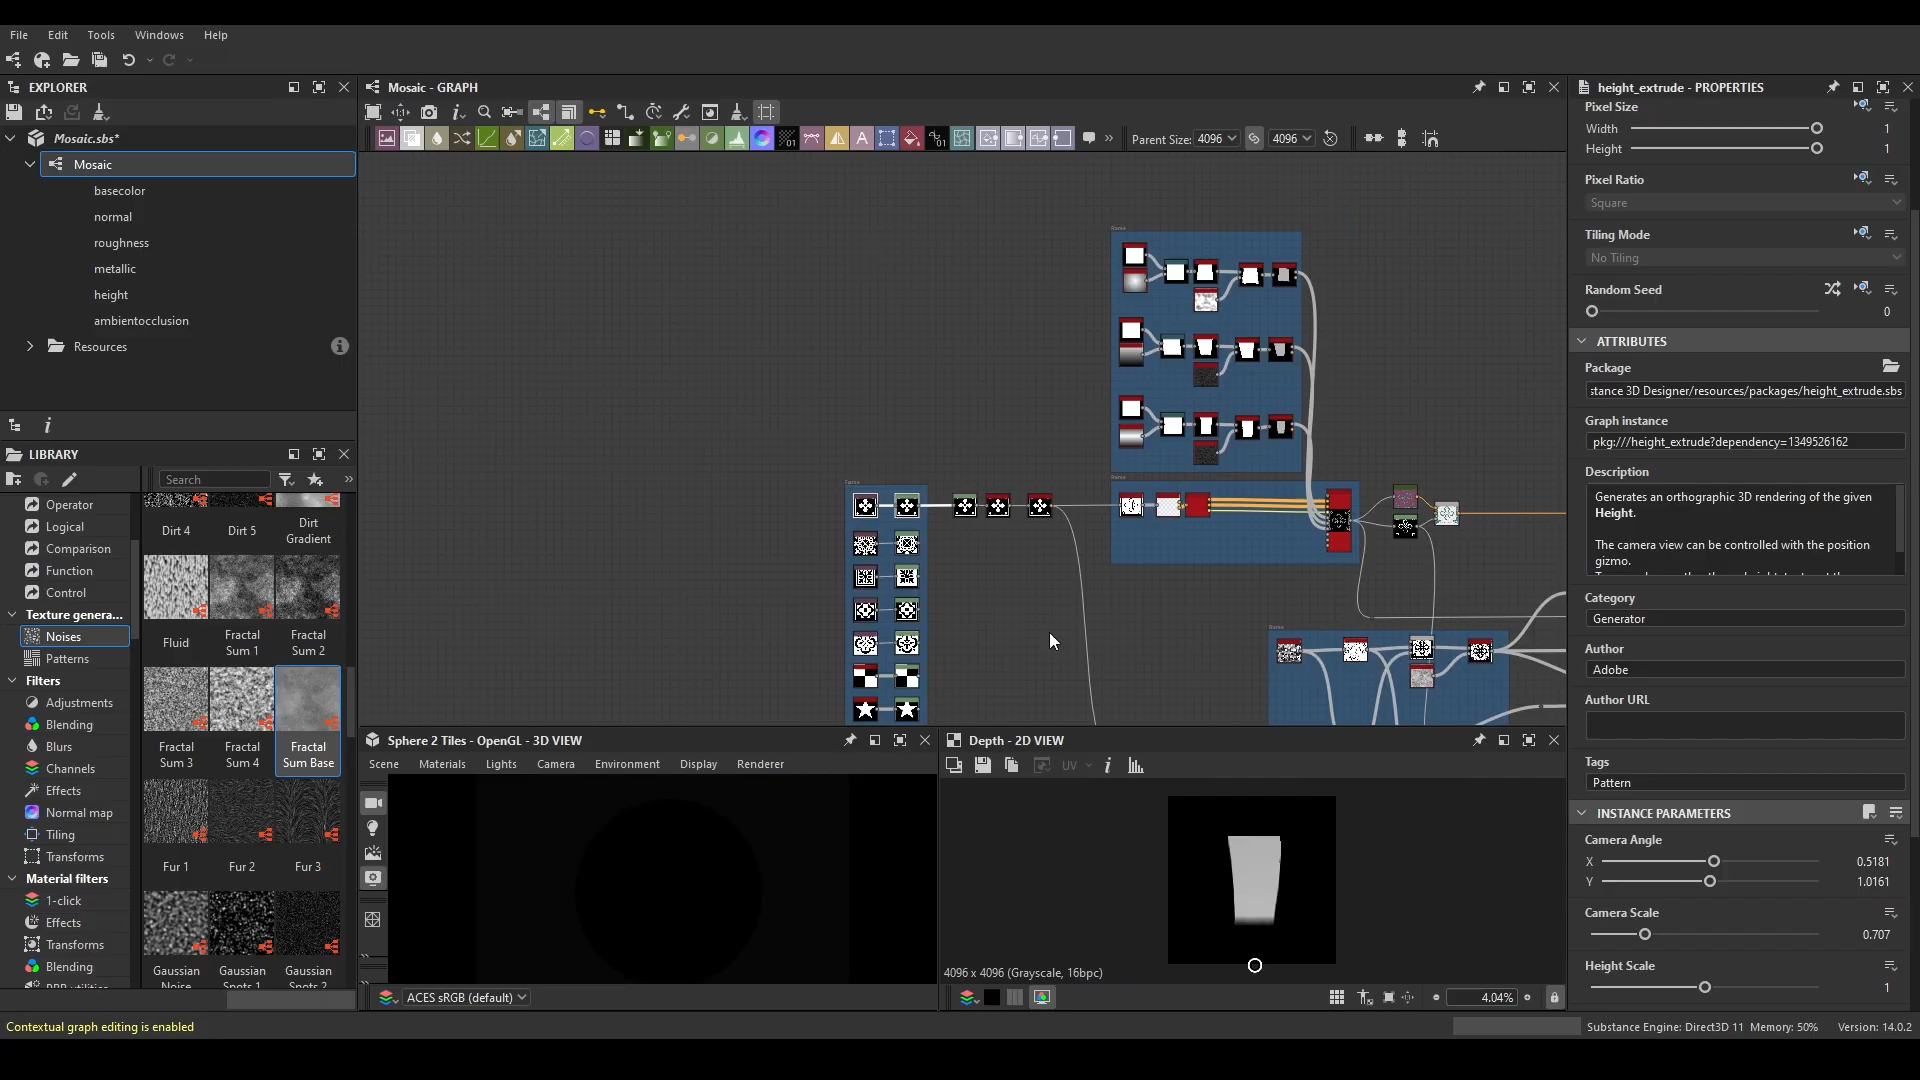 File Edit Tools Windows Help
EXPLORER
Mosaic.sbs*
Mosaic
basecolor
normal
roughness
metallic
height
ambientocclusion
Resources
LIBRARY
Search
Operator
Logical
Comparison
Function
Control
Texture genera...
Noises
Patterns
Filters
Adjustments
Blending
Blurs
Channels
Effects
Normal map
Tiling
Transforms
Material filters
1-click
Effects
Transforms
Blending
Dirt 4 Dirt 5 Dirt Gradient
Fluid Fractal Sum 1 Fractal Sum 2
Fractal Sum 3 Fractal Sum 4 Fractal Sum Base
Fur 1 Fur 2 Fur 3
Gaussian Noise Gaussian Spots 1 Gaussian Spots 2
Mosaic - GRAPH
Parent Size: 4096 4096
Sphere 2 Tiles - OpenGL - 3D VIEW
Scene Materials Lights Camera Environment Display Renderer
ACES sRGB (default)
Depth - 2D VIEW
UV
4096 x 4096 (Grayscale, 16bpc)
4.04%
height_extrude - PROPERTIES
Pixel Size
Width 1
Height 1
Pixel Ratio
Square
Tiling Mode
No Tiling
Random Seed
0
ATTRIBUTES
Package
stance 3D Designer/resources/packages/height_extrude.sbs
Graph instance
pkg:///height_extrude?dependency=1349526162
Description
Generates an orthographic 3D rendering of the given
Height.
The camera view can be controlled with the position
gizmo.
Category
Generator
Author
Adobe
Author URL
Tags
Pattern
INSTANCE PARAMETERS
Camera Angle
X 0.5181
Y 1.0161
Camera Scale
0.707
Height Scale
1
Contextual graph editing is enabled
Substance Engine: Direct3D 11 Memory: 50% Version: 14.0.2